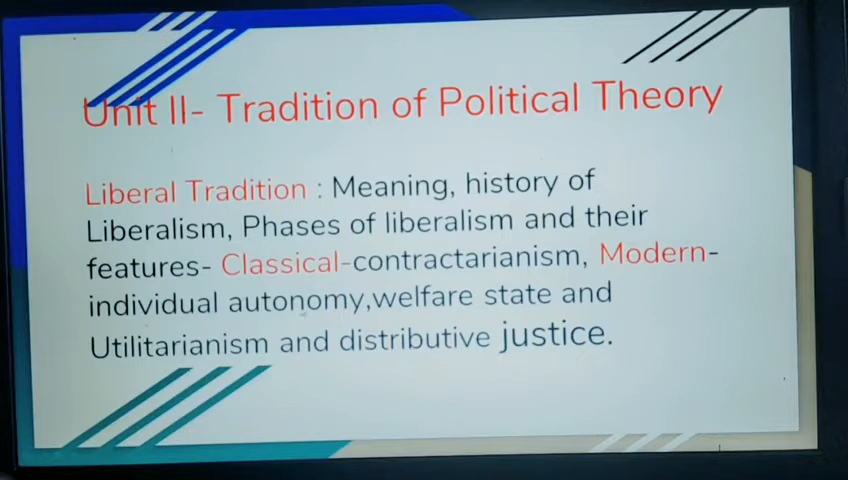 Unit II- Tradition of Political Theory
Liberal Tradition : Meaning, history of
Liberalism, Phases of liberalism and their
features- Classical-contractarianism, Modern-
individual autonomy,welfare state and
Utilitarianism and distributive justice.